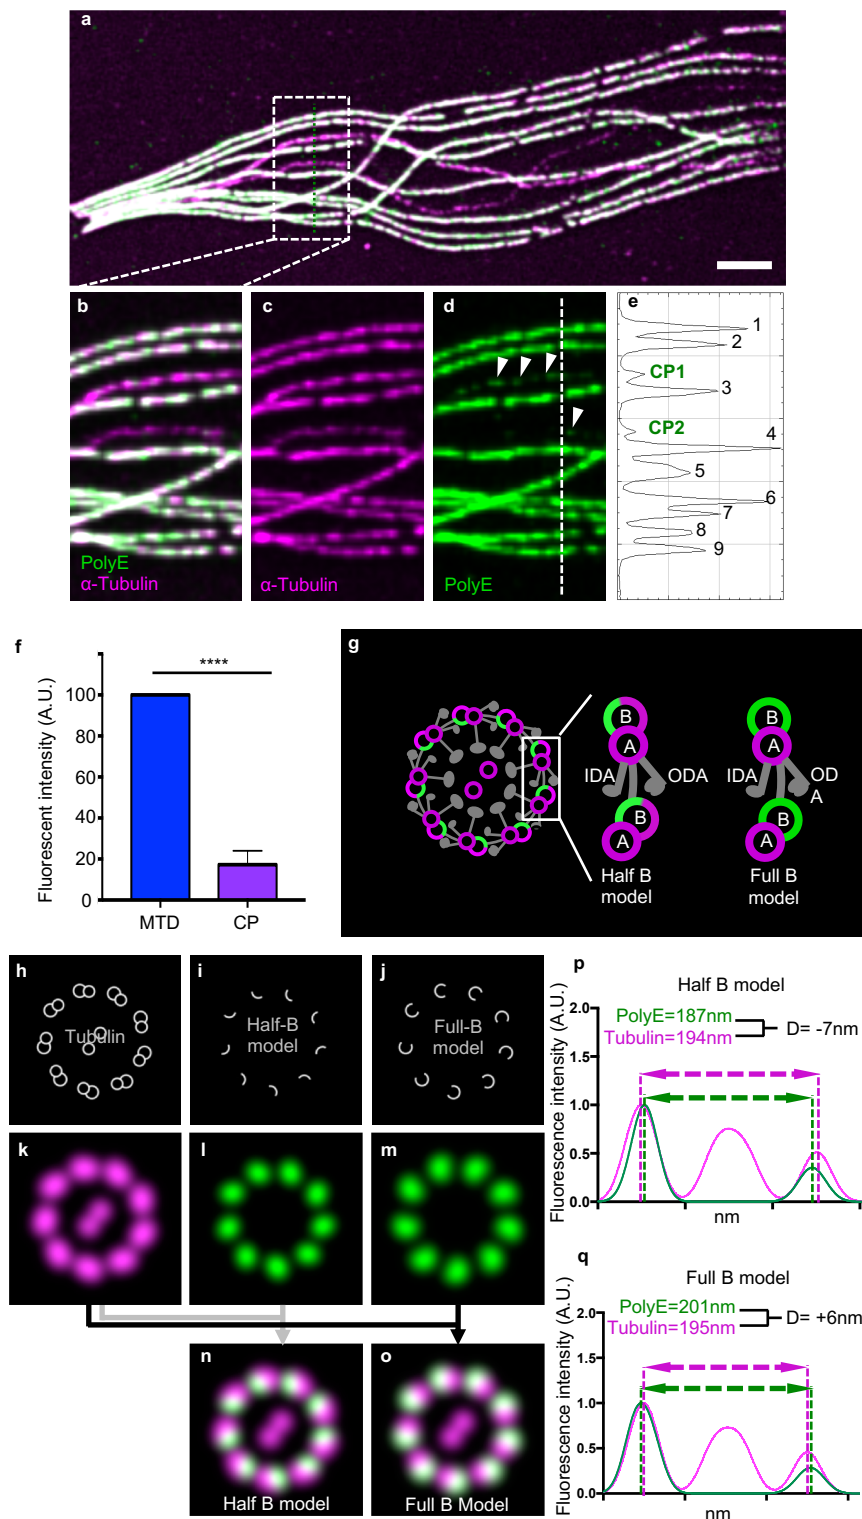 a
b
PolyE
α-Tubulin
c
α-Tubulin
d
PolyE
e
1
2
CP1
3
CP2
4
5
6
7
8
9
f
Fluorescent intensity (A.U.)
100
80
60
40
20
0
****
MTD
CP
g
B
A
IDA
ODA
B
A
Half B
model
B
A
IDA
OD
A
B
A
Full B
model
h
Tubulin
i
Half-B
model
j
Full-B
model
k
l
m
n
Half B model
o
Full B Model
p
Half B model
PolyE=187nm
Tubulin=194nm
D= -7nm
Fluorescence intensity (A.U.)
2.0
1.5
1.0
0.5
0.0
nm
q
Full B model
PolyE=201nm
Tubulin=195nm
D= +6nm
Fluorescence intensity (A.U.)
2.0
1.5
1.0
0.5
0.0
nm